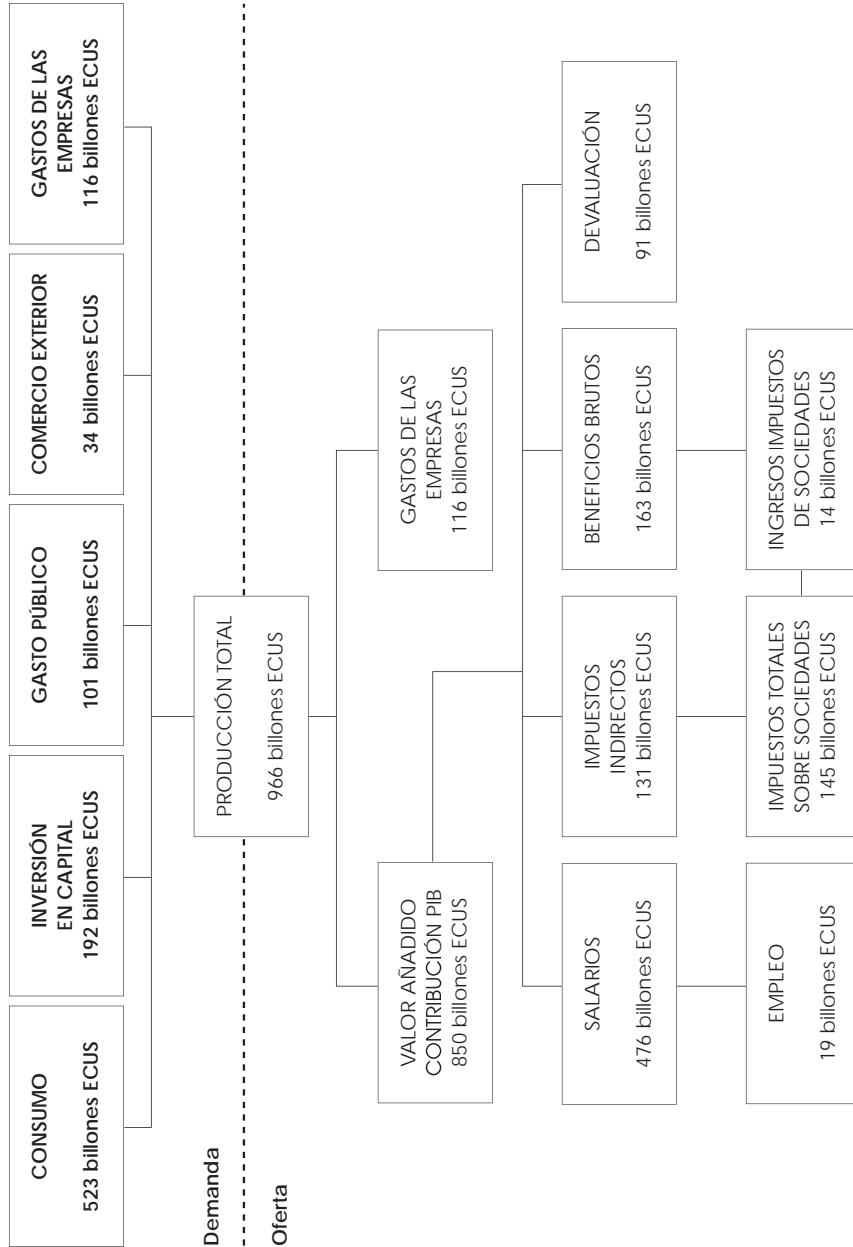 CONSUMO
523 billones ECUS
INVERSIÓN
EN CAPITAL
192 billones ECUS
GASTO PÚBLICO
101 billones ECUS
COMERCIO EXTERIOR
34 billones ECUS
GASTOS DE LAS
EMPRESAS
116 billones ECUS
Demanda
PRODUCCIÓN TOTAL
966 billones ECUS
Oferta
VALOR AÑADIDO
CONTRIBUCIÓN PIB
850 billones ECUS
GASTOS DE LAS
EMPRESAS
116 billones ECUS
SALARIOS
476 billones ECUS
IMPUESTOS
INDIRECTOS
131 billones ECUS
BENEFICIOS BRUTOS
163 billones ECUS
DEVALUACIÓN
91 billones ECUS
EMPLEO
19 billones ECUS
IMPUESTOS TOTALES
SOBRE SOCIEDADES
145 billones ECUS
INGRESOS IMPUESTOS
DE SOCIEDADES
14 billones ECUS